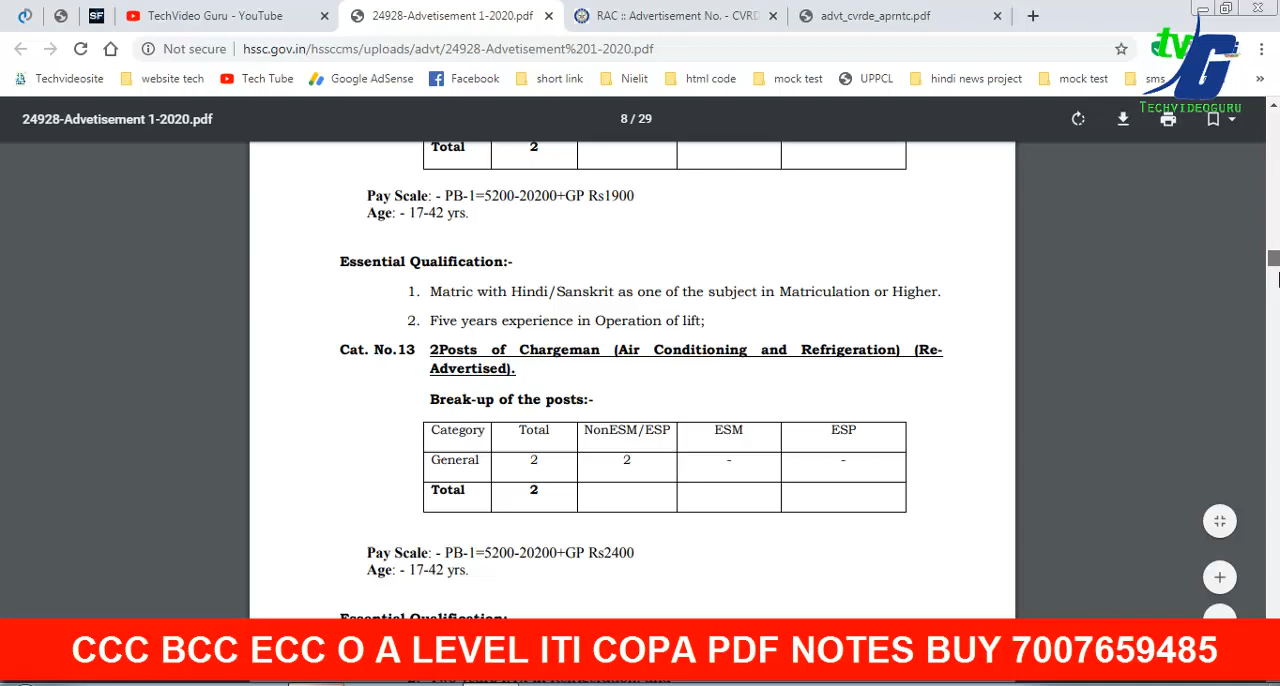 TechVideo Guru - YouTube
24928-Advetisement 1-2020.pdf
RAC :: Advertisement No. - CVRD
advt_cvrde_aprntc.pdf
Not secure
hssc.gov.in/hssccms/uploads/advt/24928-Advetisement%201-2020.pdf
Techvideosite
website tech
Tech Tube
Google AdSense
Facebook
short link
Nielit
html code
mock test
UPPCL
hindi news project
mock test
sms
»
tv
G
TECHVIDEOGURU
24928-Advetisement 1-2020.pdf
8 / 29
Total 2
Pay Scale: - PB-1=5200-20200+GP Rs1900
Age: - 17-42 yrs.
Essential Qualification:-
1. Matric with Hindi/Sanskrit as one of the subject in Matriculation or Higher.
2. Five years experience in Operation of lift;
Cat. No.13 2Posts of Chargeman (Air Conditioning and Refrigeration) (Re-
Advertised).
Break-up of the posts:-
Category Total NonESM/ESP ESM ESP
General 2 2 - -
Total 2
Pay Scale: - PB-1=5200-20200+GP Rs2400
Age: - 17-42 yrs.
Essential Qualification:
CCC BCC ECC O A LEVEL ITI COPA PDF NOTES BUY 7007659485